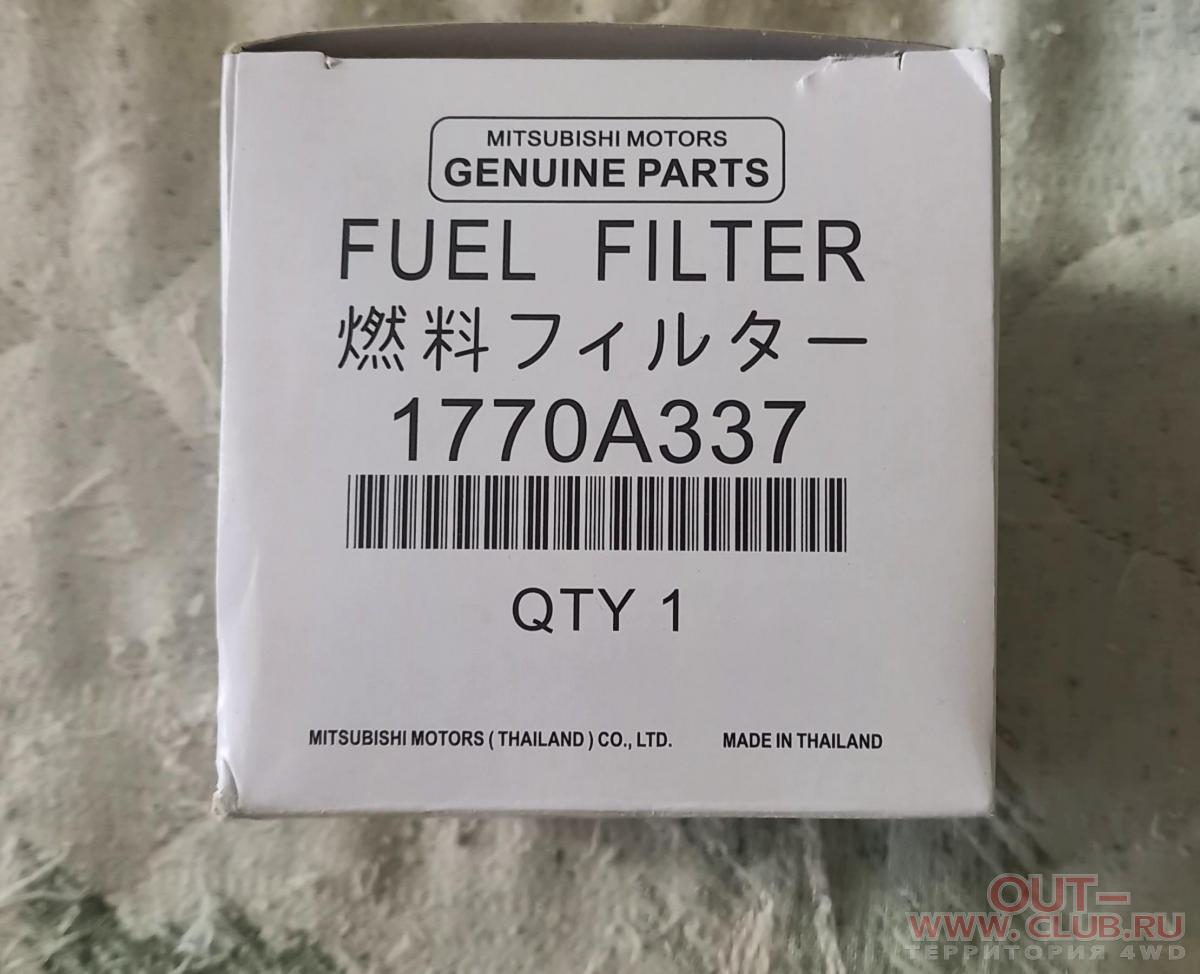 MITSUBISHI MOTORS
GENUINE PARTS
FUEL FILTER
燃料フィルター
1770A337
QTY 1
MITSUBISHI MOTORS ( THAILAND ) CO., LTD. MADE IN THAILAND
OUT-
WWW.CLUB.RU
ТЕРРИТОРИЯ 4WD